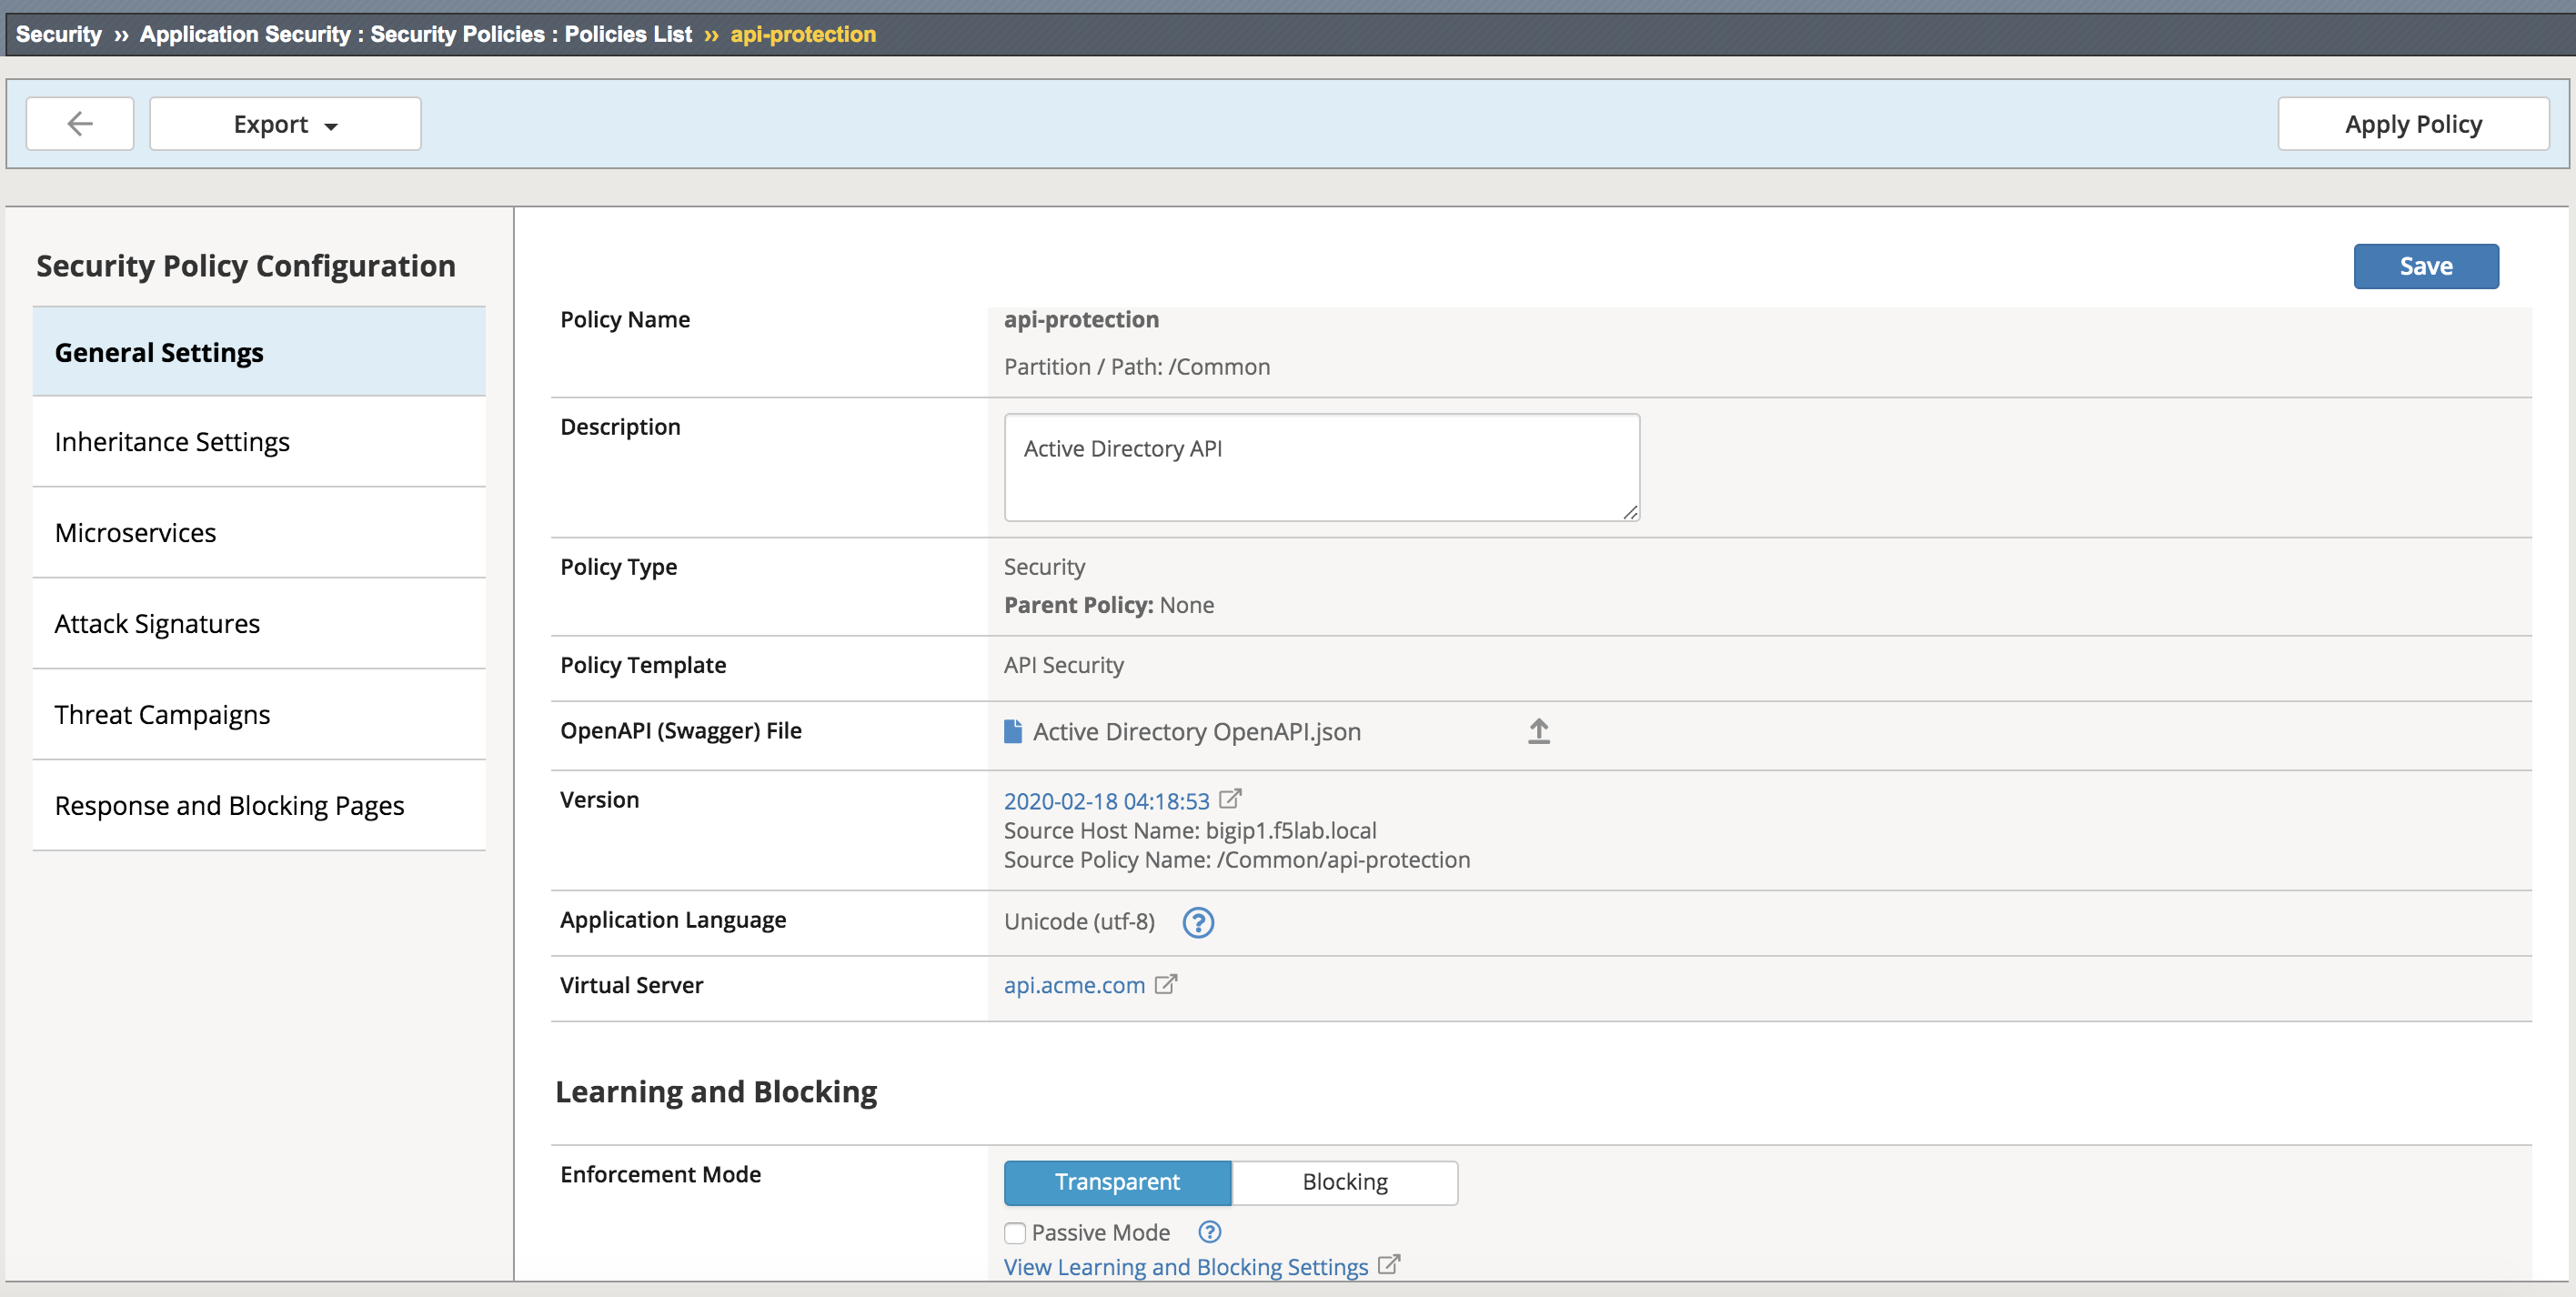 Security ›› Application Security : Security Policies : Policies List ›› api-protection
Export
Apply Policy
Security Policy Configuration
General Settings
Inheritance Settings
Microservices
Attack Signatures
Threat Campaigns
Response and Blocking Pages
Save
Policy Name
api-protection
Partition / Path: /Common
Description
Active Directory API
Policy Type
Security
Parent Policy: None
Policy Template
API Security
OpenAPI (Swagger) File
Active Directory OpenAPI.json
Version
2020-02-18 04:18:53
Source Host Name: bigip1.f5lab.local
Source Policy Name: /Common/api-protection
Application Language
Unicode (utf-8) ?
Virtual Server
api.acme.com
Learning and Blocking
Enforcement Mode
Transparent
Blocking
Passive Mode ?
View Learning and Blocking Settings